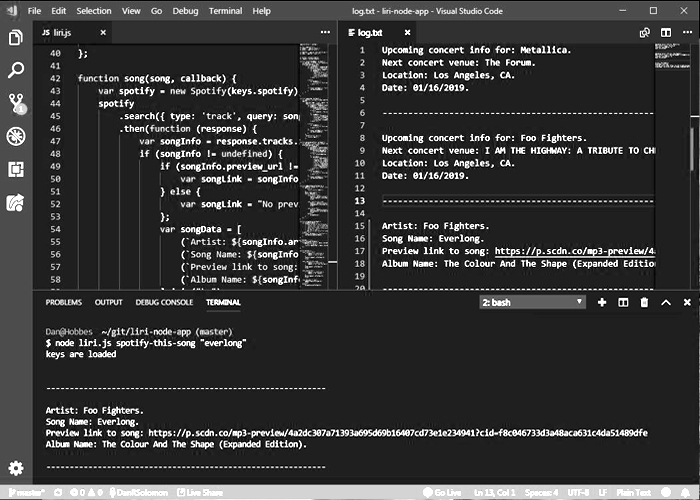 File Edit Selection View Go Debug Terminal Help log.txt - liri-node-app - Visual Studio Code
liri.js
40 };
41
42 function song(song, callback) {
43 var spotify = new Spotify(keys.spotify)
44 spotify
45 .search({ type: 'track', query: song
46 .then(function (response) {
47 var songInfo = response.tracks.
48 if (songInfo != undefined) {
49 if (songInfo.preview_url !=
50 var songLink = songInfo
51 } else {
52 var songLink = "No prev
53 };
54 var songData = [
55 (`Artist: ${songInfo.ar
56 (`Song Name: ${songInfo
57 (`Preview link to song:
58 (`Album Name: ${songInf
log.txt
1 Upcoming concert info for: Metallica.
2 Next concert venue: The Forum.
3 Location: Los Angeles, CA.
4 Date: 01/16/2019.
5
6 ---------------------------------------------------------
7
8 Upcoming concert info for: Foo Fighters.
9 Next concert venue: I AM THE HIGHWAY: A TRIBUTE TO CH
10 Location: Los Angeles, CA.
11 Date: 01/16/2019.
12
13 ---------------------------------------------------------
14
15 Artist: Foo Fighters.
16 Song Name: Everlong.
17 Preview link to song: https://p.scdn.co/mp3-preview/4a
18 Album Name: The Colour And The Shape (Expanded Edition
19
20 ---------------------------------------------------------
PROBLEMS OUTPUT DEBUG CONSOLE TERMINAL 2: bash
Dan@Hobbes ~/git/liri-node-app (master)
$ node liri.js spotify-this-song "everlong"
keys are loaded
---------------------------------------------------------
Artist: Foo Fighters.
Song Name: Everlong.
Preview link to song: https://p.scdn.co/mp3-preview/4a2dc307a71393a695d69b16407cd73e1e234941?cid=f8c046733d3a48aca631c4da51489dfe
Album Name: The Colour And The Shape (Expanded Edition).
---------------------------------------------------------
master* 0 0 DanRSolomon Live Share Go Live Ln 13, Col 1 Spaces: 4 UTF-8 LF Plain Text